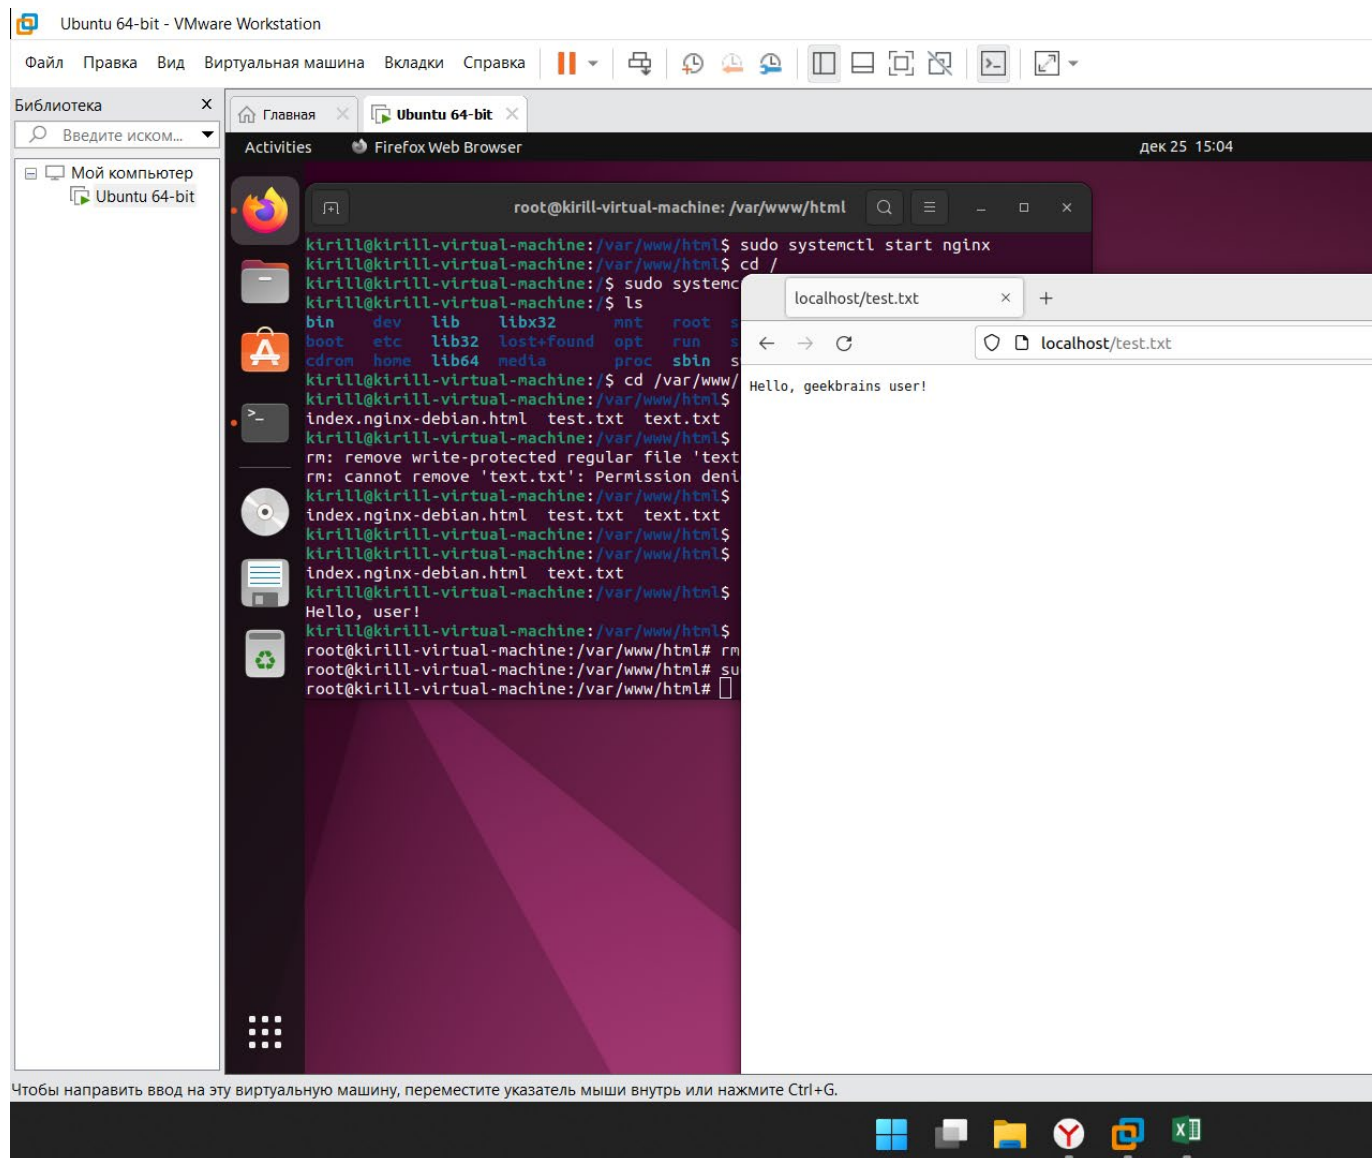 Ubuntu 64-bit - VMware Workstation
Файл Правка Вид Виртуальная машина Вкладки Справка
Библиотека X
Введите иском...
Мой компьютер
Ubuntu 64-bit
Главная
Ubuntu 64-bit
Activities Firefox Web Browser дек 25 15:04
root@kirill-virtual-machine: /var/www/html
kirill@kirill-virtual-machine:/var/www/html$ sudo systemctl start nginx
kirill@kirill-virtual-machine:/var/www/html$ cd /
kirill@kirill-virtual-machine:/$ sudo systemc
kirill@kirill-virtual-machine:/$ ls
bin dev lib libx32 mnt root s
boot etc lib32 lost+found opt run s
cdrom home lib64 media proc sbin s
kirill@kirill-virtual-machine:/$ cd /var/www/
kirill@kirill-virtual-machine:/var/www/html$
index.nginx-debian.html test.txt text.txt
kirill@kirill-virtual-machine:/var/www/html$
rm: remove write-protected regular file 'text
rm: cannot remove 'text.txt': Permission deni
kirill@kirill-virtual-machine:/var/www/html$
index.nginx-debian.html test.txt text.txt
kirill@kirill-virtual-machine:/var/www/html$
kirill@kirill-virtual-machine:/var/www/html$
index.nginx-debian.html text.txt
kirill@kirill-virtual-machine:/var/www/html$
Hello, user!
kirill@kirill-virtual-machine:/var/www/html$
root@kirill-virtual-machine:/var/www/html# rm
root@kirill-virtual-machine:/var/www/html# su
root@kirill-virtual-machine:/var/www/html#
localhost/test.txt
localhost/test.txt
Hello, geekbrains user!
Чтобы направить ввод на эту виртуальную машину, переместите указатель мыши внутрь или нажмите Ctrl+G.